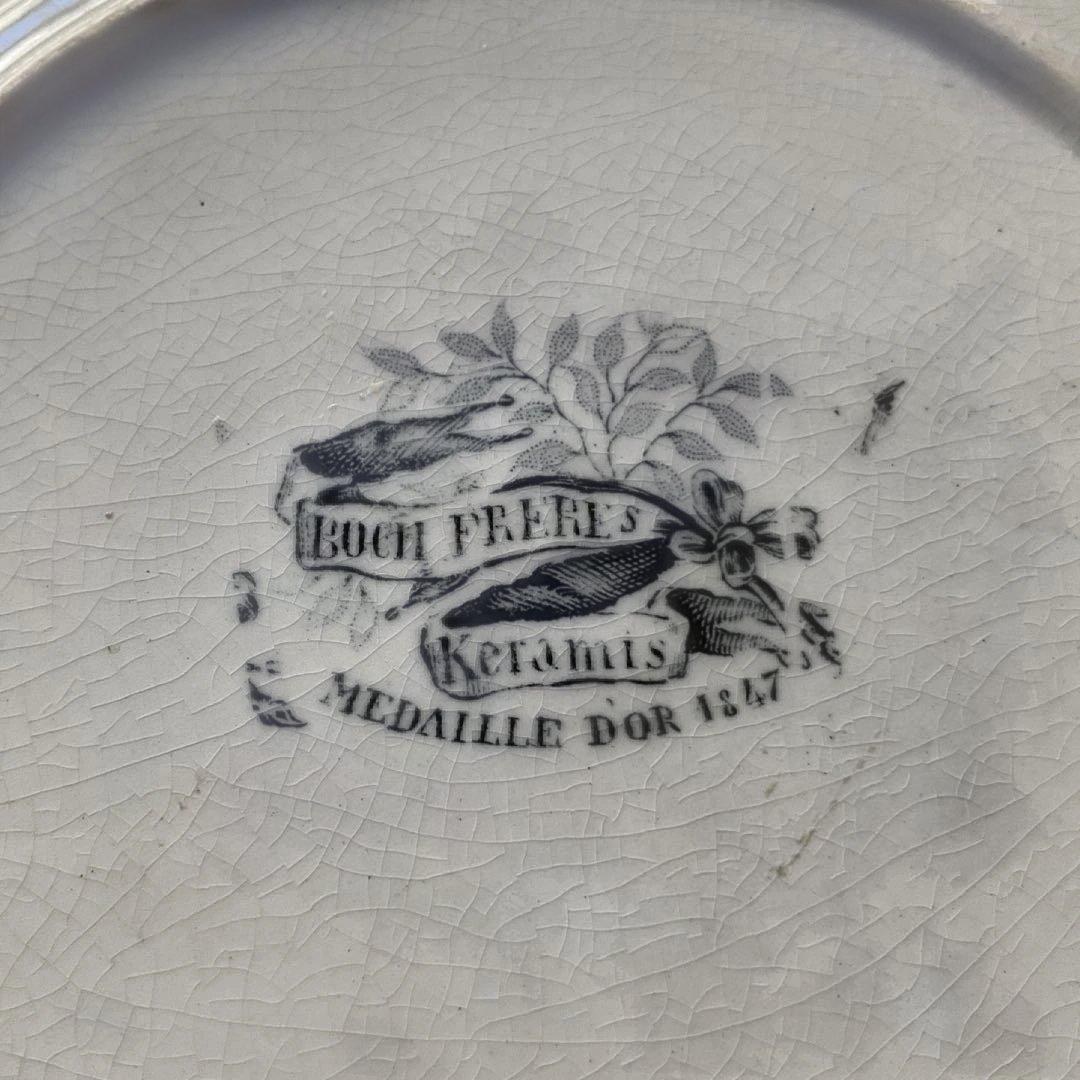 BOCH FRERES
Keramis
MEDAILLE D'OR 1847